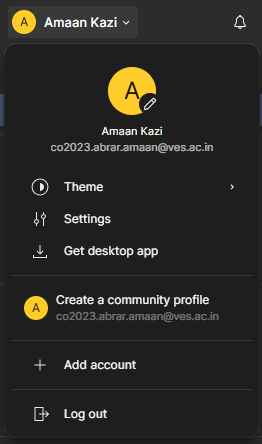 A Amaan Kazi
A
Amaan Kazi
co2023.abrar.amaan@ves.ac.in
Theme
Settings
Get desktop app
A Create a community profile
co2023.abrar.amaan@ves.ac.in
Add account
Log out